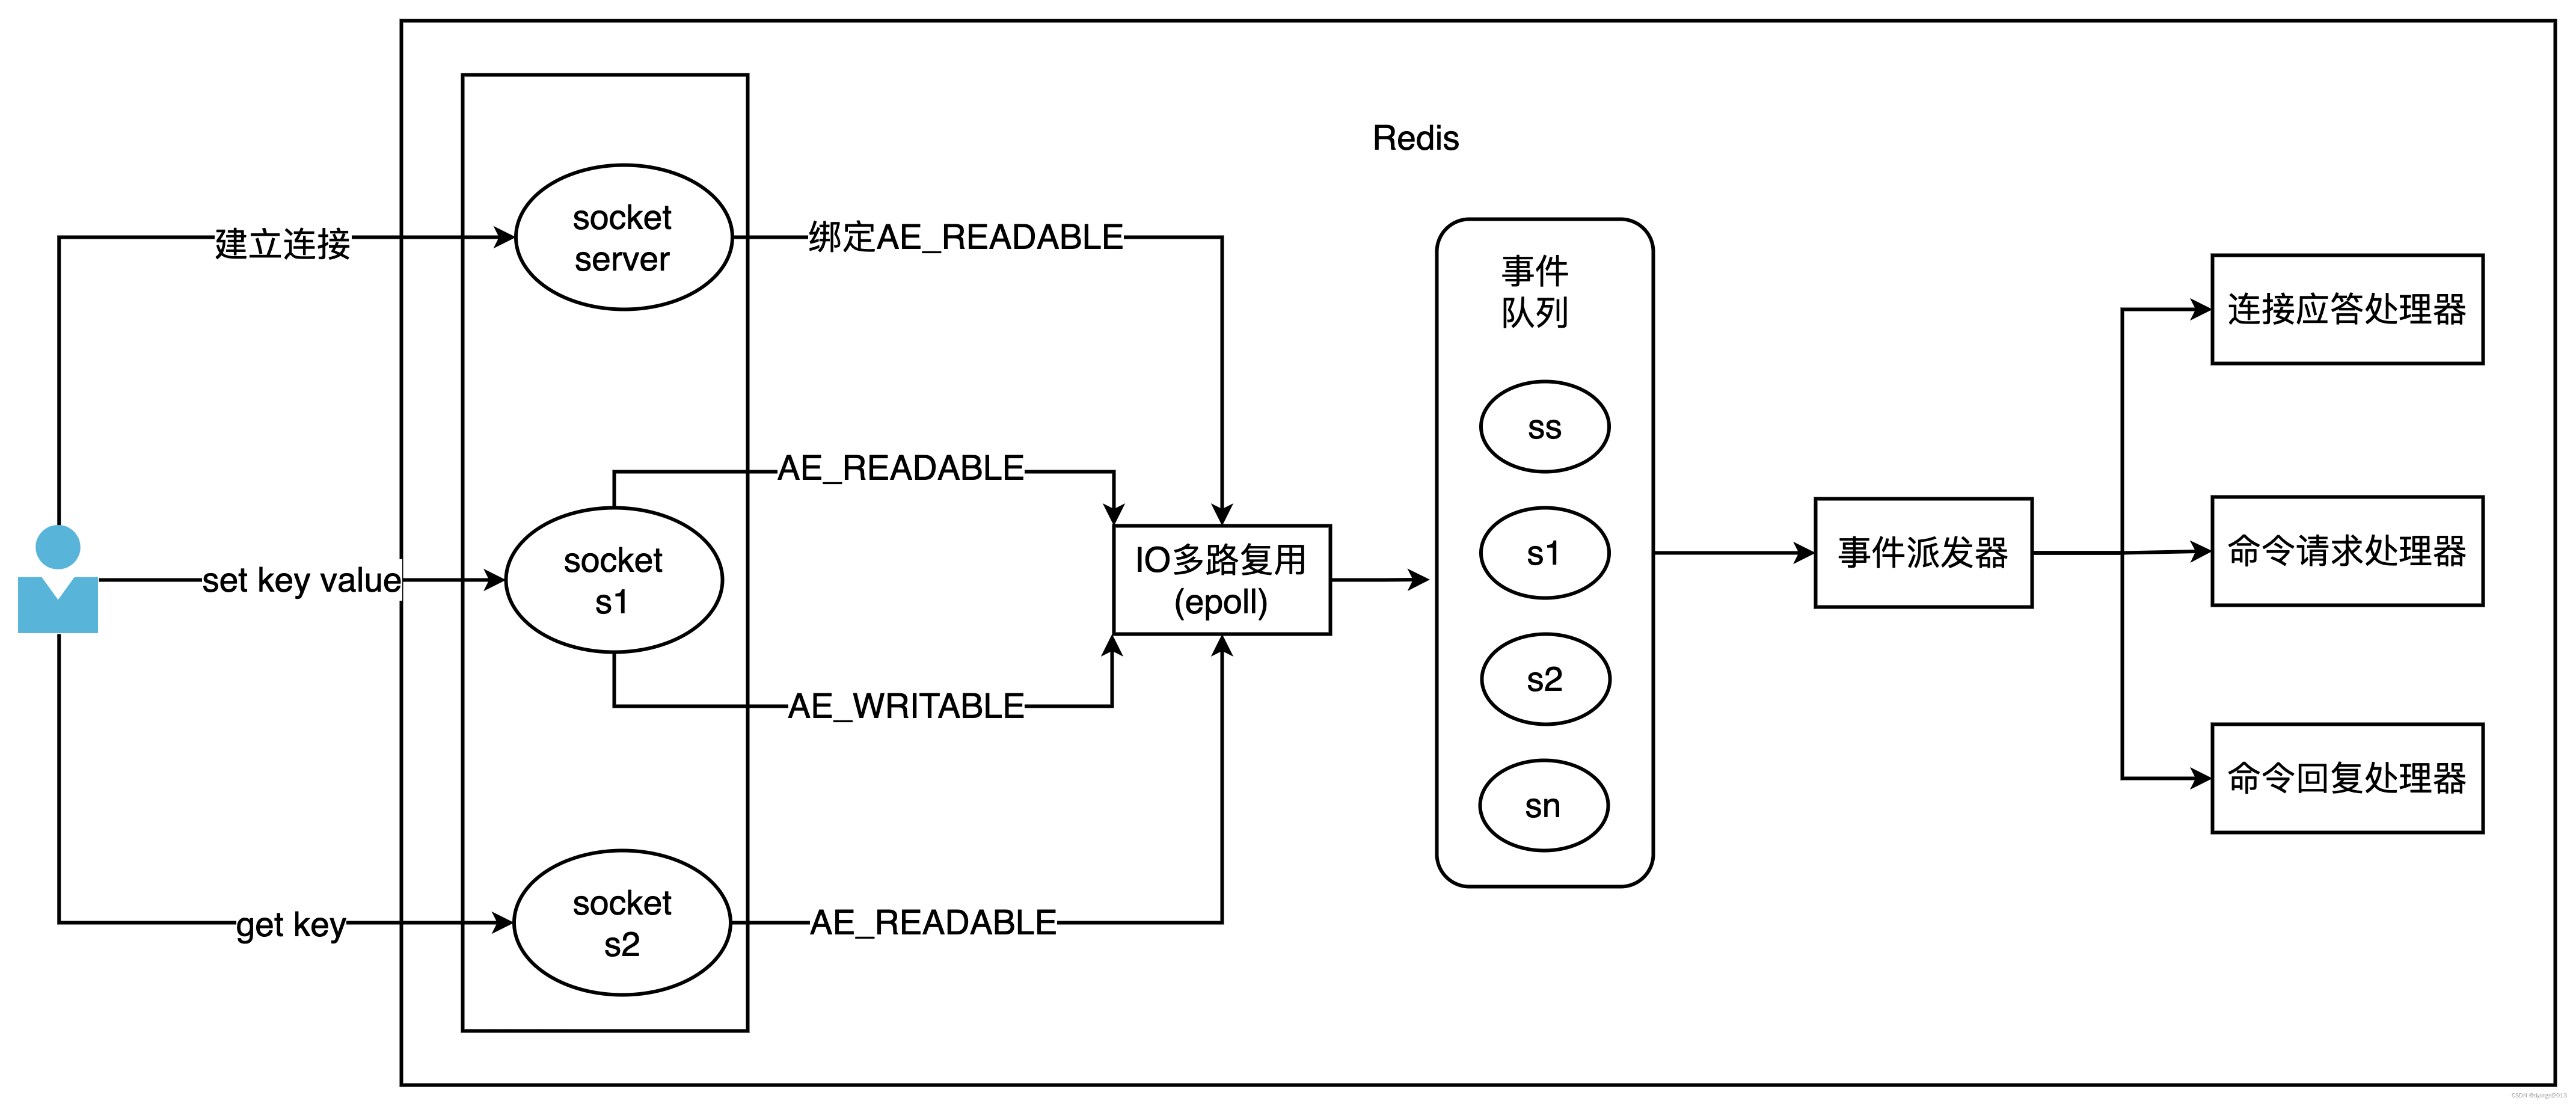 Redis
建立连接
socket
server
绑定AE_READABLE
事件
队列
连接应答处理器
ss
AE_READABLE
set key value
socket
s1
IO多路复用
(epoll)
s1
事件派发器
命令请求处理器
AE_WRITABLE
s2
sn
命令回复处理器
get key
socket
s2
AE_READABLE
CSDN @dyangel2013